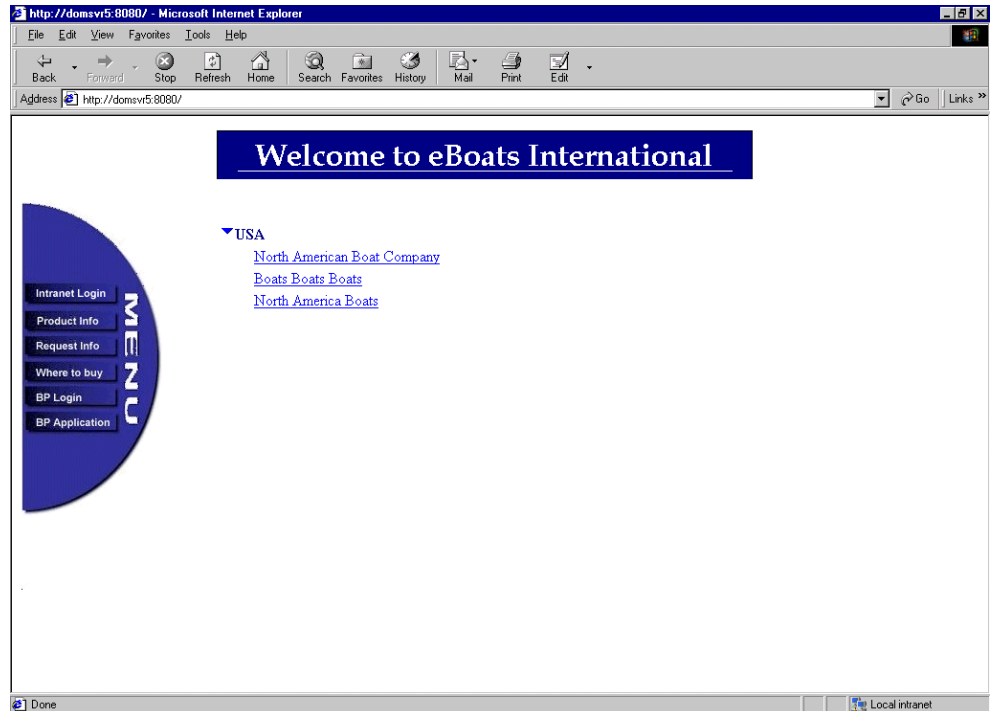 http://domsvr5:8080/ - Microsoft Internet Explorer
File Edit View Favorites Tools Help
Back Forward Stop Refresh Home Search Favorites History Mail Print Edit
Address http://domsvr5:8080/ Go Links »
Welcome to eBoats International
USA
North American Boat Company
Boats Boats Boats
North America Boats
MENU
Intranet Login
Product Info
Request Info
Where to buy
BP Login
BP Application
Done Local intranet